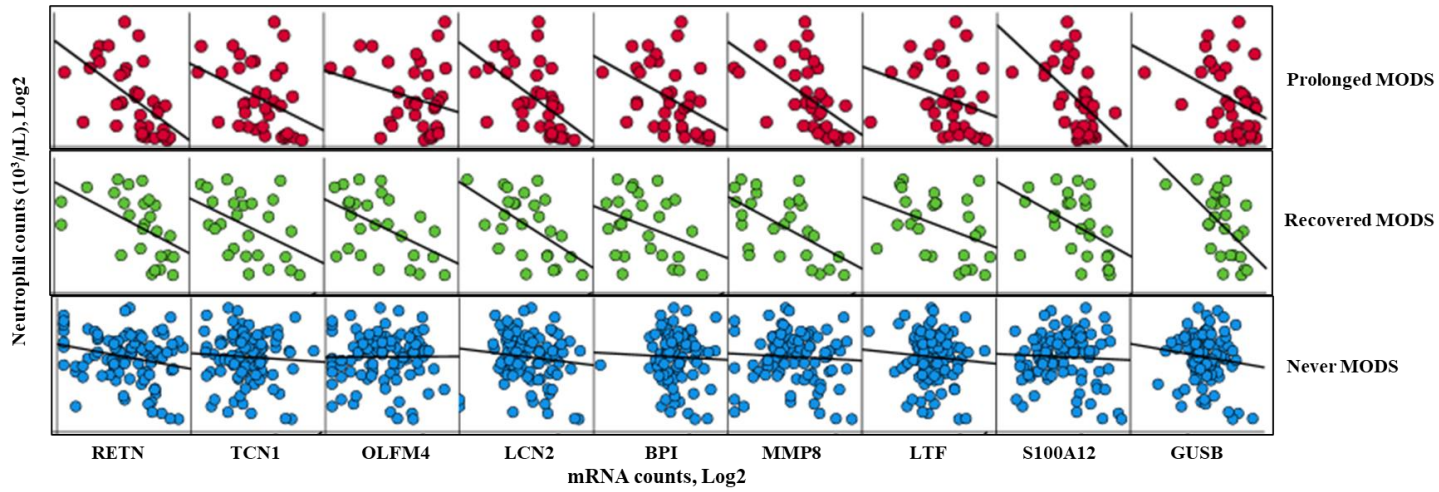 Neutrophil counts (10³/µL), Log2
Prolonged MODS
Recovered MODS
Never MODS
RETN TCN1 OLFM4 LCN2 BPI MMP8 LTF S100A12 GUSB
mRNA counts, Log2